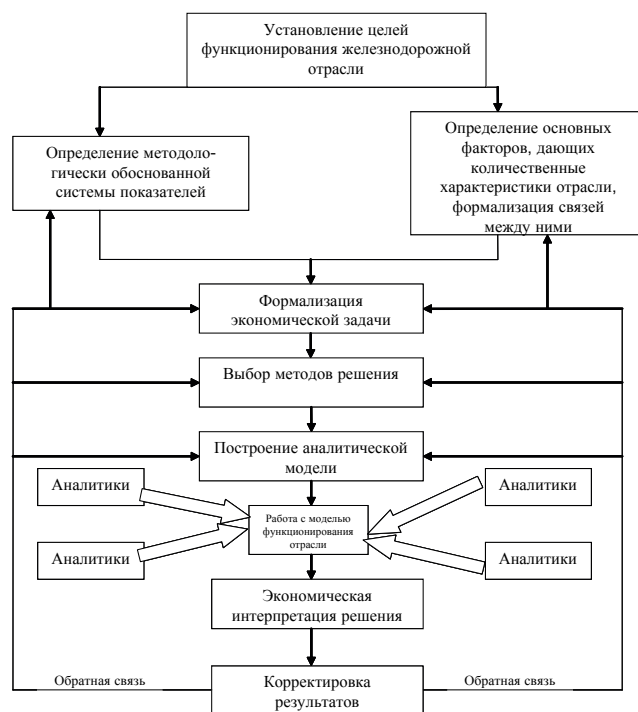 Установление целей
функционирования железнодорожной
отрасли
Определение методоло-
гически обоснованной
системы показателей
Определение основных
факторов, дающих
количественные
характеристики отрасли,
формализация связей
между ними
Формализация
экономической задачи
Выбор методов решения
Построение аналитической
модели
Аналитики
Аналитики
Работа с моделью
функционирования
отрасли
Аналитики
Аналитики
Экономическая
интерпретация решения
Обратная связь
Корректировка
результатов
Обратная связь